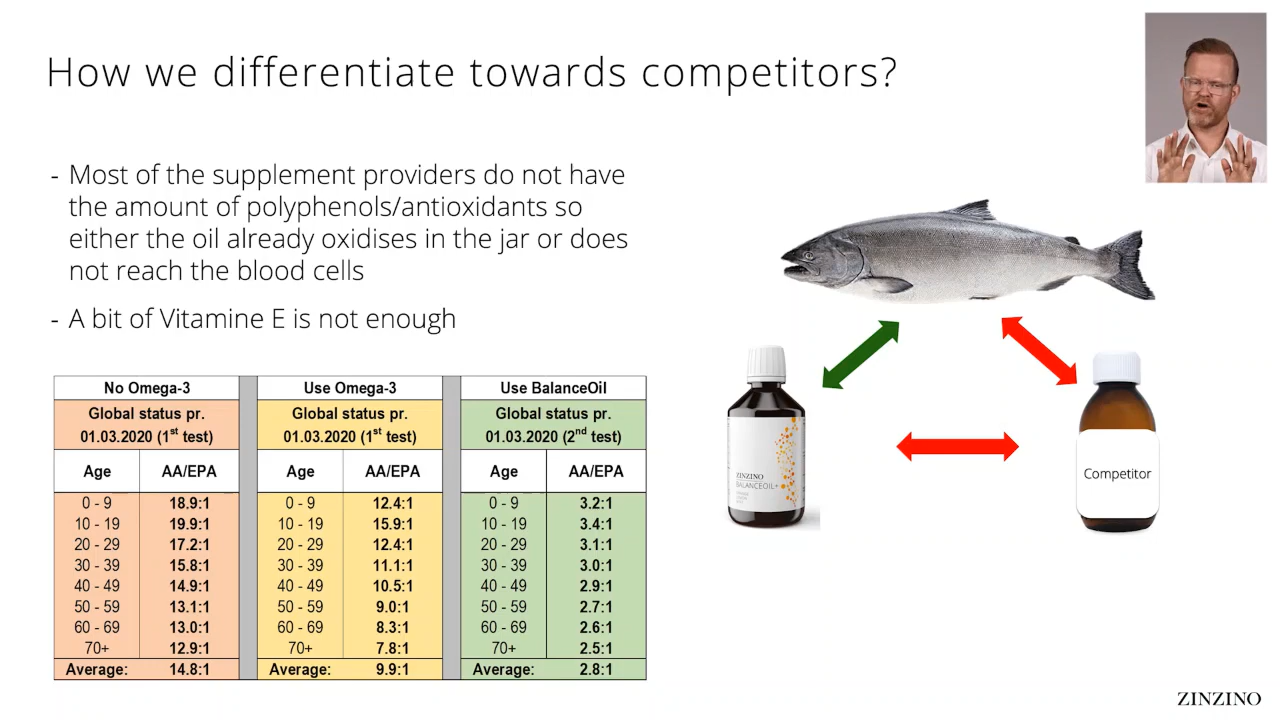 How we differentiate towards competitors?
- Most of the supplement providers do not have
the amount of polyphenols/antioxidants so
either the oil already oxidises in the jar or does
not reach the blood cells
- A bit of Vitamine E is not enough
No Omega-3
Global status pr.
01.03.2020 (1st test)
Age AA/EPA
0 - 9 18.9:1
10 - 19 19.9:1
20 - 29 17.2:1
30 - 39 15.8:1
40 - 49 14.9:1
50 - 59 13.1:1
60 - 69 13.0:1
70+ 12.9:1
Average: 14.8:1
Use Omega-3
Global status pr.
01.03.2020 (1st test)
Age AA/EPA
0 - 9 12.4:1
10 - 19 15.9:1
20 - 29 12.4:1
30 - 39 11.1:1
40 - 49 10.5:1
50 - 59 9.0:1
60 - 69 8.3:1
70+ 7.8:1
Average: 9.9:1
Use BalanceOil
Global status pr.
01.03.2020 (2nd test)
Age AA/EPA
0 - 9 3.2:1
10 - 19 3.4:1
20 - 29 3.1:1
30 - 39 3.0:1
40 - 49 2.9:1
50 - 59 2.7:1
60 - 69 2.6:1
70+ 2.5:1
Average: 2.8:1
ZINZINO
BALANCEOIL+
Competitor
ZINZINO